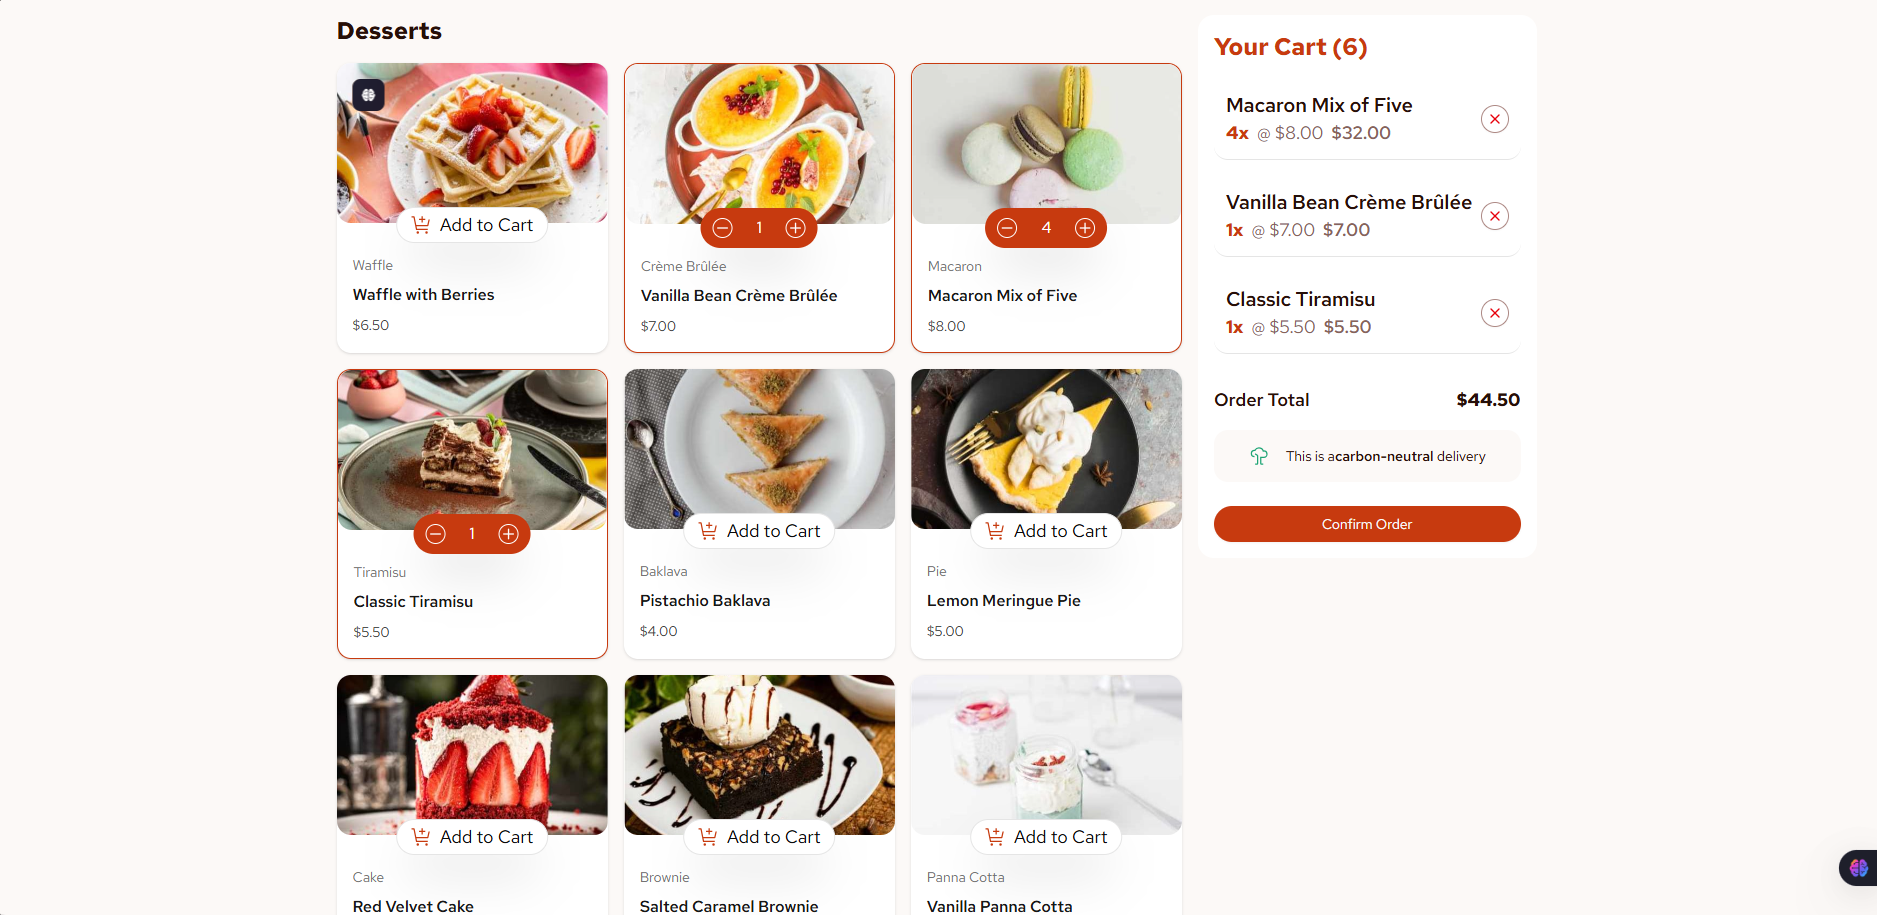 Desserts
Add to Cart
Waffle
Waffle with Berries
$6.50
1
Crème Brûlée
Vanilla Bean Crème Brûlée
$7.00
4
Macaron
Macaron Mix of Five
$8.00
1
Tiramisu
Classic Tiramisu
$5.50
Add to Cart
Baklava
Pistachio Baklava
$4.00
Add to Cart
Pie
Lemon Meringue Pie
$5.00
Add to Cart
Cake
Red Velvet Cake
Add to Cart
Brownie
Salted Caramel Brownie
Add to Cart
Panna Cotta
Vanilla Panna Cotta
Your Cart (6)
Macaron Mix of Five
4x @ $8.00 $32.00
Vanilla Bean Crème Brûlée
1x @ $7.00 $7.00
Classic Tiramisu
1x @ $5.50 $5.50
Order Total $44.50
This is acarbon-neutral delivery
Confirm Order